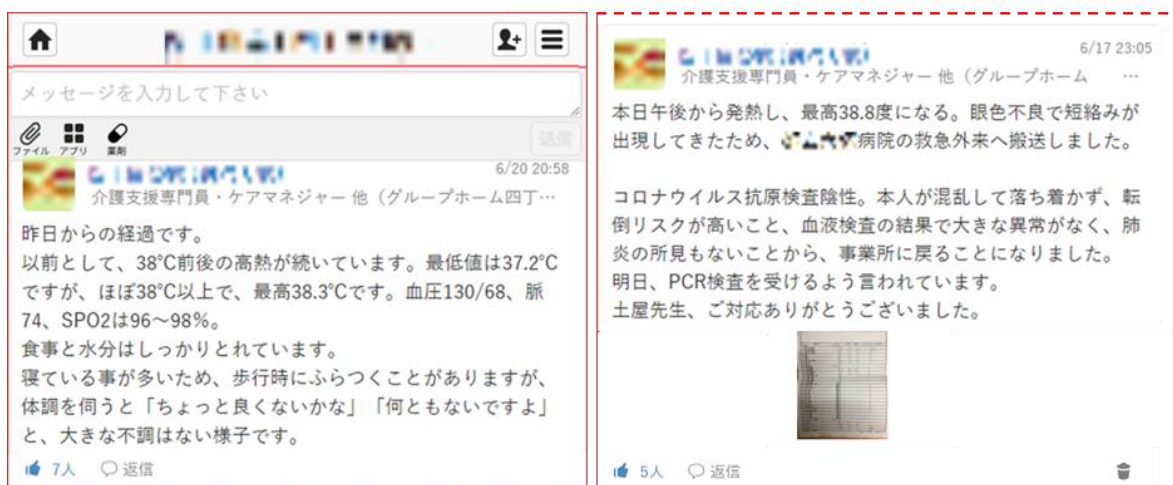 メッセージを入力して下さい
ファイル アプリ 薬剤
送信
6/20 20:58
介護支援専門員・ケアマネジャー 他（グループホーム四丁…
昨日からの経過です。
以前として、38℃前後の高熱が続いています。最低値は37.2℃
ですが、ほぼ38℃以上で、最高38.3℃です。血圧130/68、脈
74、SPO2は96～98%。
食事と水分はしっかりとれています。
寝ている事が多いため、歩行時にふらつくことがありますが、
体調を伺うと「ちょっと良くないかな」「何ともないですよ」
と、大きな不調はない様子です。
7人 返信
6/17 23:05
介護支援専門員・ケアマネジャー 他（グループホーム …
本日午後から発熱し、最高38.8度になる。眼色不良で短絡みが
出現してきたため、病院の救急外来へ搬送しました。
コロナウイルス抗原検査陰性。本人が混乱して落ち着かず、転
倒リスクが高いこと、血液検査の結果で大きな異常がなく、肺
炎の所見もないことから、事業所に戻ることになりました。
明日、PCR検査を受けるよう言われています。
土屋先生、ご対応ありがとうございました。
5人 返信